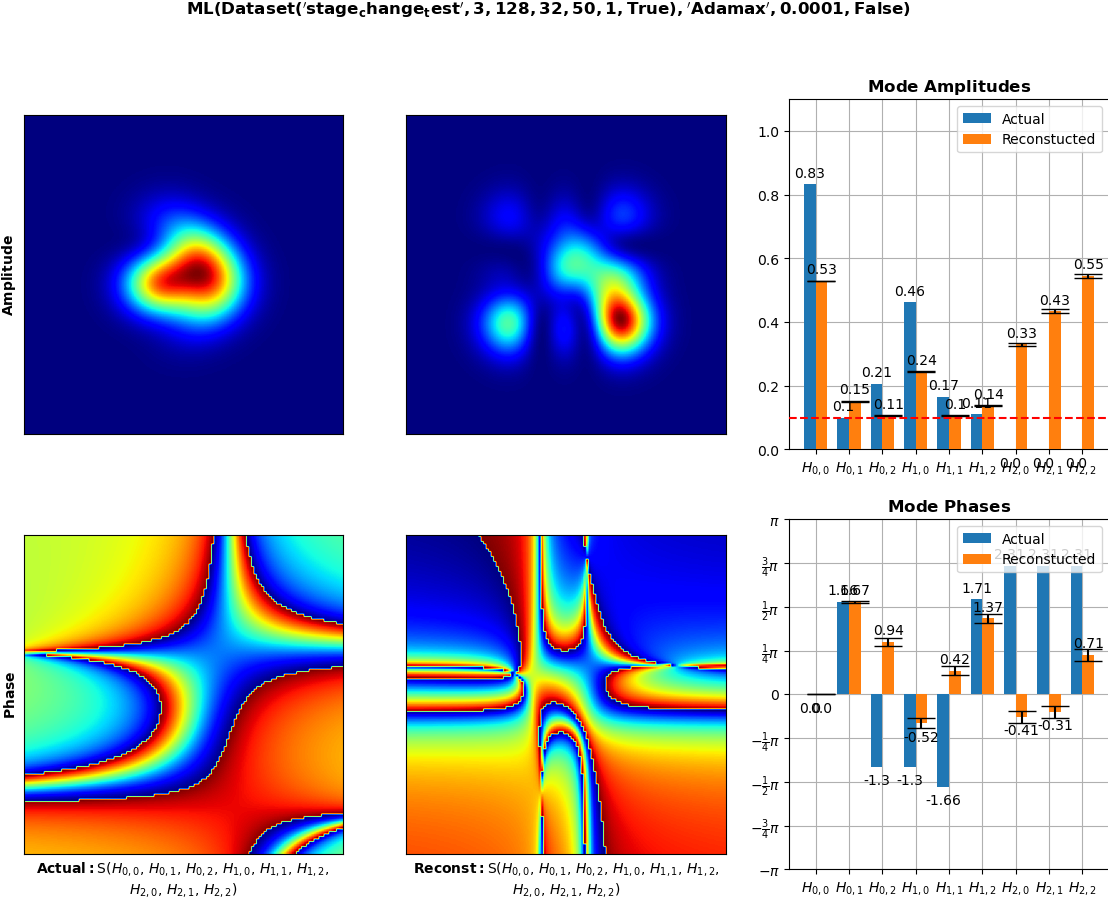 ML(Dataset('stage_change_test', 3, 128, 32, 50, 1, True), 'Adamax', 0.0001, False)
Mode Amplitudes
Actual
Reconstucted
1.0
0.8
0.6
0.4
0.2
0.0
0.83
0.53
0.1
0.15
0.21
0.11
0.46
0.24
0.17
0.1
0.11
0.14
0.0
0.33
0.0
0.43
0.0
0.55
H0,0 H0,1 H0,2 H1,0 H1,1 H1,2 H2,0 H2,1 H2,2
Amplitude
Mode Phases
Actual
Reconstucted
π
3/4π
1/2π
1/4π
0
−1/4π
−1/2π
−3/4π
−π
0.0
0.0
1.66
1.67
-1.3
0.94
-1.3
-0.52
-1.66
0.42
1.71
1.37
2.31
-0.41
2.31
-0.31
2.31
0.71
H0,0 H0,1 H0,2 H1,0 H1,1 H1,2 H2,0 H2,1 H2,2
Phase
Actual: S(H0,0, H0,1, H0,2, H1,0, H1,1, H1,2,
H2,0, H2,1, H2,2)
Reconst: S(H0,0, H0,1, H0,2, H1,0, H1,1, H1,2,
H2,0, H2,1, H2,2)